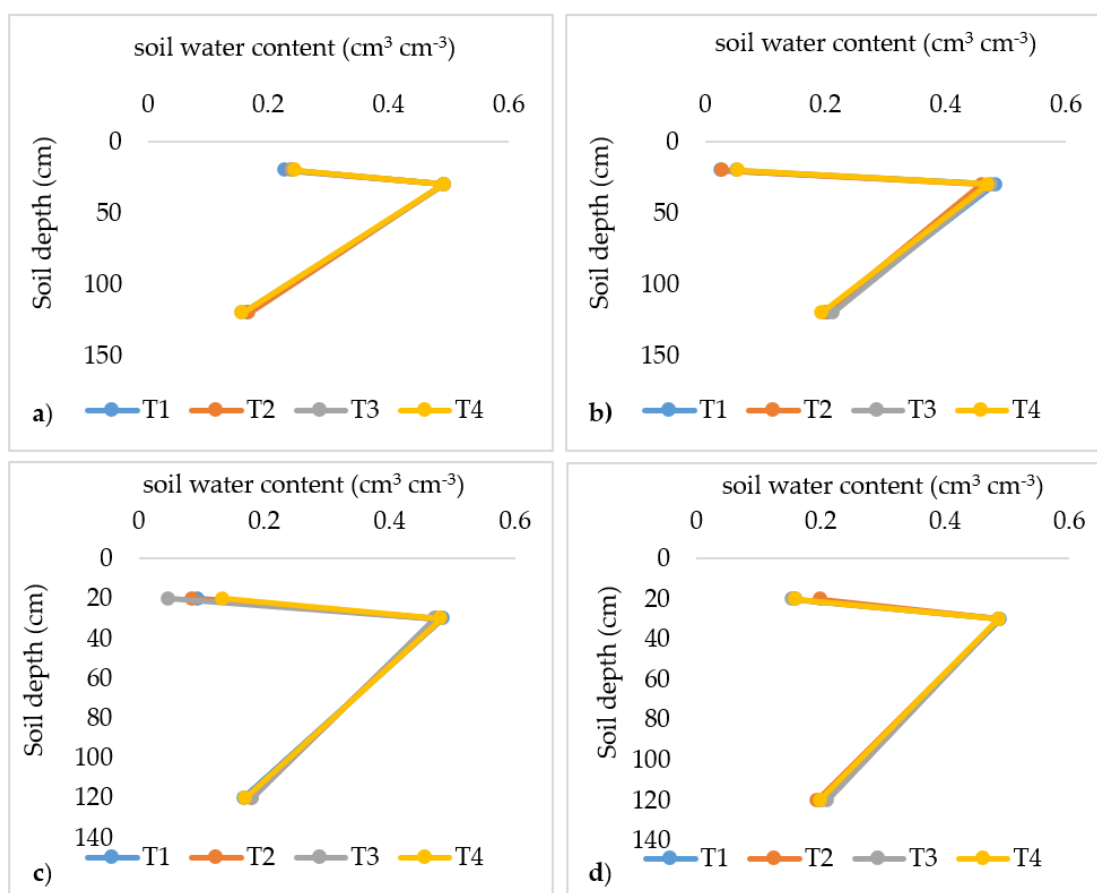 soil water content (cm³ cm⁻³)
0 0.2 0.4 0.6
Soil depth (cm)
0
50
100
150
a) T1 T2 T3 T4
soil water content (cm³ cm⁻³)
0 0.2 0.4 0.6
Soil depth (cm)
0
50
100
150
b) T1 T2 T3 T4
soil water content (cm³ cm⁻³)
0 0.2 0.4 0.6
Soil depth (cm)
0
20
40
60
80
100
120
140
c) T1 T2 T3 T4
soil water content (cm³ cm⁻³)
0 0.2 0.4 0.6
Soil depth (cm)
0
20
40
60
80
100
120
140
d) T1 T2 T3 T4